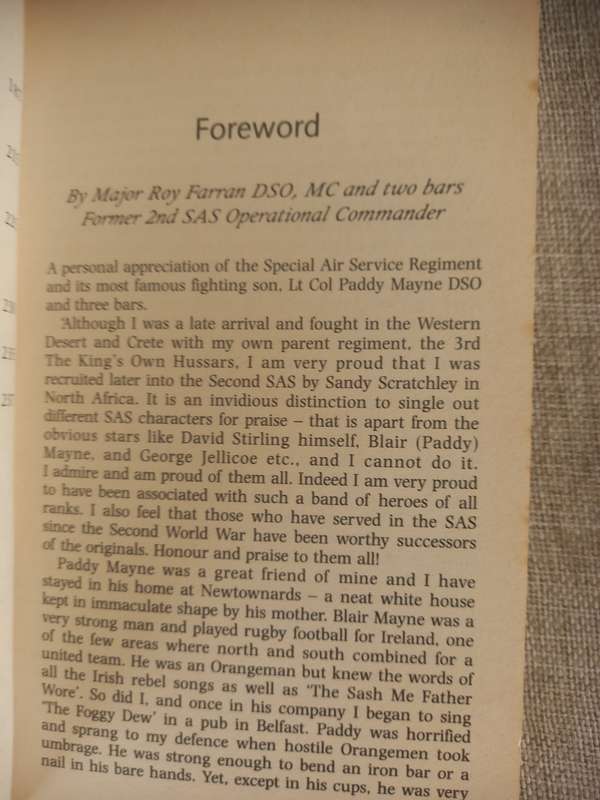 Foreword
By Major Roy Farran DSO, MC and two bars
Former 2nd SAS Operational Commander
A personal appreciation of the Special Air Service Regiment
and its most famous fighting son, Lt Col Paddy Mayne DSO
and three bars.
'Although I was a late arrival and fought in the Western
Desert and Crete with my own parent regiment, the 3rd
The King's Own Hussars, I am very proud that I was
recruited later into the Second SAS by Sandy Scratchley in
North Africa. It is an invidious distinction to single out
different SAS characters for praise – that is apart from the
obvious stars like David Stirling himself, Blair (Paddy)
Mayne, and George Jellicoe etc., and I cannot do it.
I admire and am proud of them all. Indeed I am very proud
to have been associated with such a band of heroes of all
ranks. I also feel that those who have served in the SAS
since the Second World War have been worthy successors
of the originals. Honour and praise to them all!
Paddy Mayne was a great friend of mine and I have
stayed in his home at Newtownards – a neat white house
kept in immaculate shape by his mother. Blair Mayne was a
very strong man and played rugby football for Ireland, one
of the few areas where north and south combined for a
united team. He was an Orangeman but knew the words of
all the Irish rebel songs as well as 'The Sash Me Father
Wore'. So did I, and once in his company I began to sing
'The Foggy Dew' in a pub in Belfast. Paddy was horrified
and sprang to my defence when hostile Orangemen took
umbrage. He was strong enough to bend an iron bar or a
nail in his bare hands. Yet, except in his cups, he was very